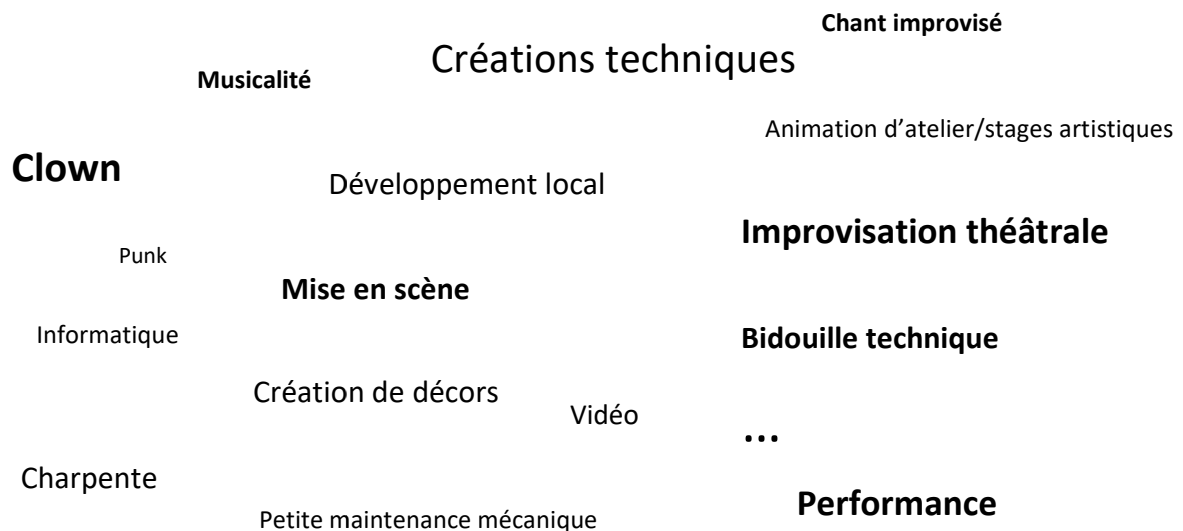 Chant improvisé
Créations techniques
Musicalité
Animation d’atelier/stages artistiques
Clown
Développement local
Improvisation théâtrale
Punk
Mise en scène
Informatique
Bidouille technique
Création de décors
Vidéo
...
Charpente
Performance
Petite maintenance mécanique